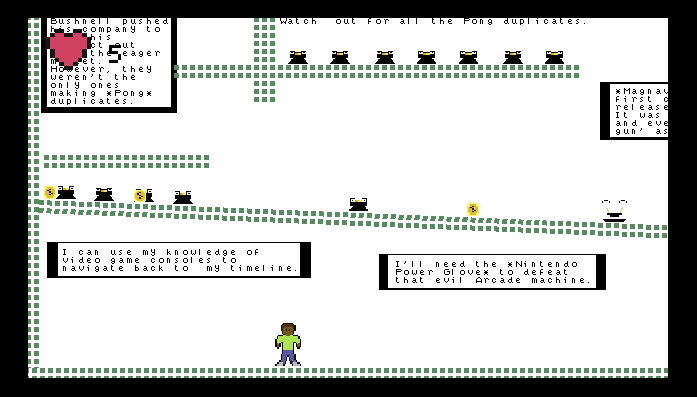 Bushnell pushed
his company to
his
out
the eager
However, they
weren't the
only ones
making *Pong*
duplicates.
5
Watch out for all the Pong duplicates.
*Magnav
first c
release
It was
and eve
gun' as
I can use my knowledge of
video game consoles to
navigate back to my timeline.
I'll need the *Nintendo
Power Glove* to defeat
that evil Arcade machine.